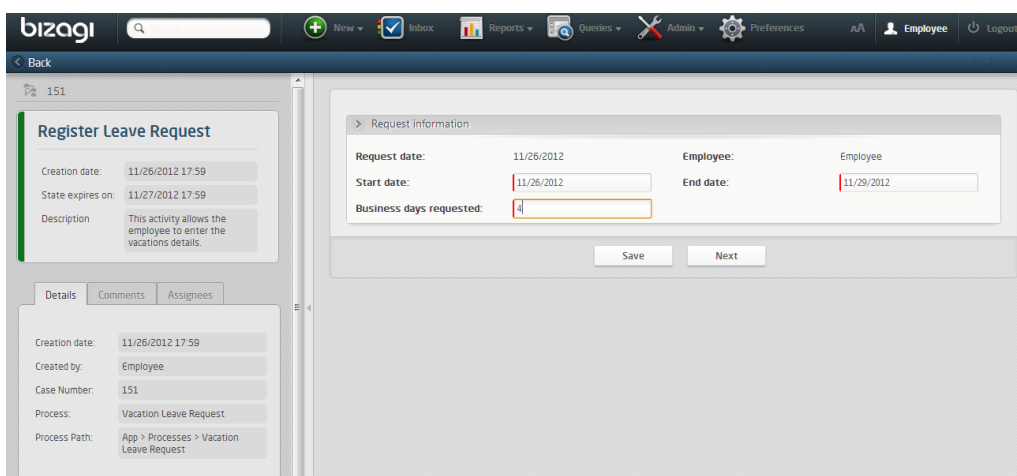 bizagi
New
Inbox
Reports
Queries
Admin
Preferences
AA
Employee
Logout
Back
151
Register Leave Request
Creation date: 11/26/2012 17:59
State expires on: 11/27/2012 17:59
Description This activity allows the
employee to enter the
vacations details.
Details Comments Assignees
Creation date: 11/26/2012 17:59
Created by: Employee
Case Number: 151
Process: Vacation Leave Request
Process Path: App > Processes > Vacation
Leave Request
Request information
Request date: 11/26/2012 Employee: Employee
Start date: 11/26/2012 End date: 11/29/2012
Business days requested: 4
Save Next